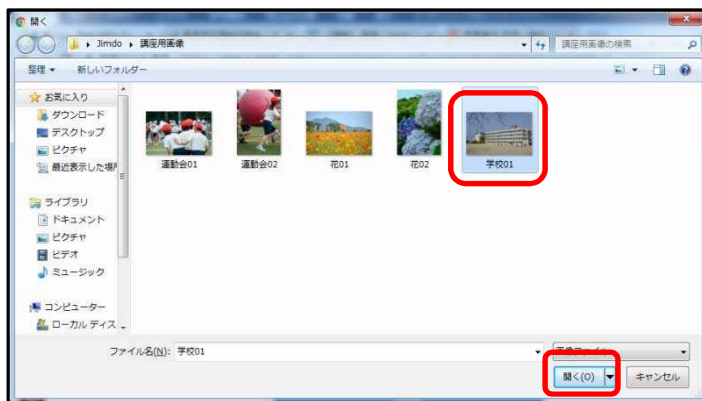 開く
Jimdo ▸ 講座用画像
講座用画像の検索
整理 ▼ 新しいフォルダー
お気に入り
ダウンロード
デスクトップ
ピクチャ
最近表示した場所
ライブラリ
ドキュメント
ピクチャ
ビデオ
ミュージック
コンピューター
ローカル ディス
運動会01
運動会02
花01
花02
学校01
ファイル名(N): 学校01
開く(O)
キャンセル